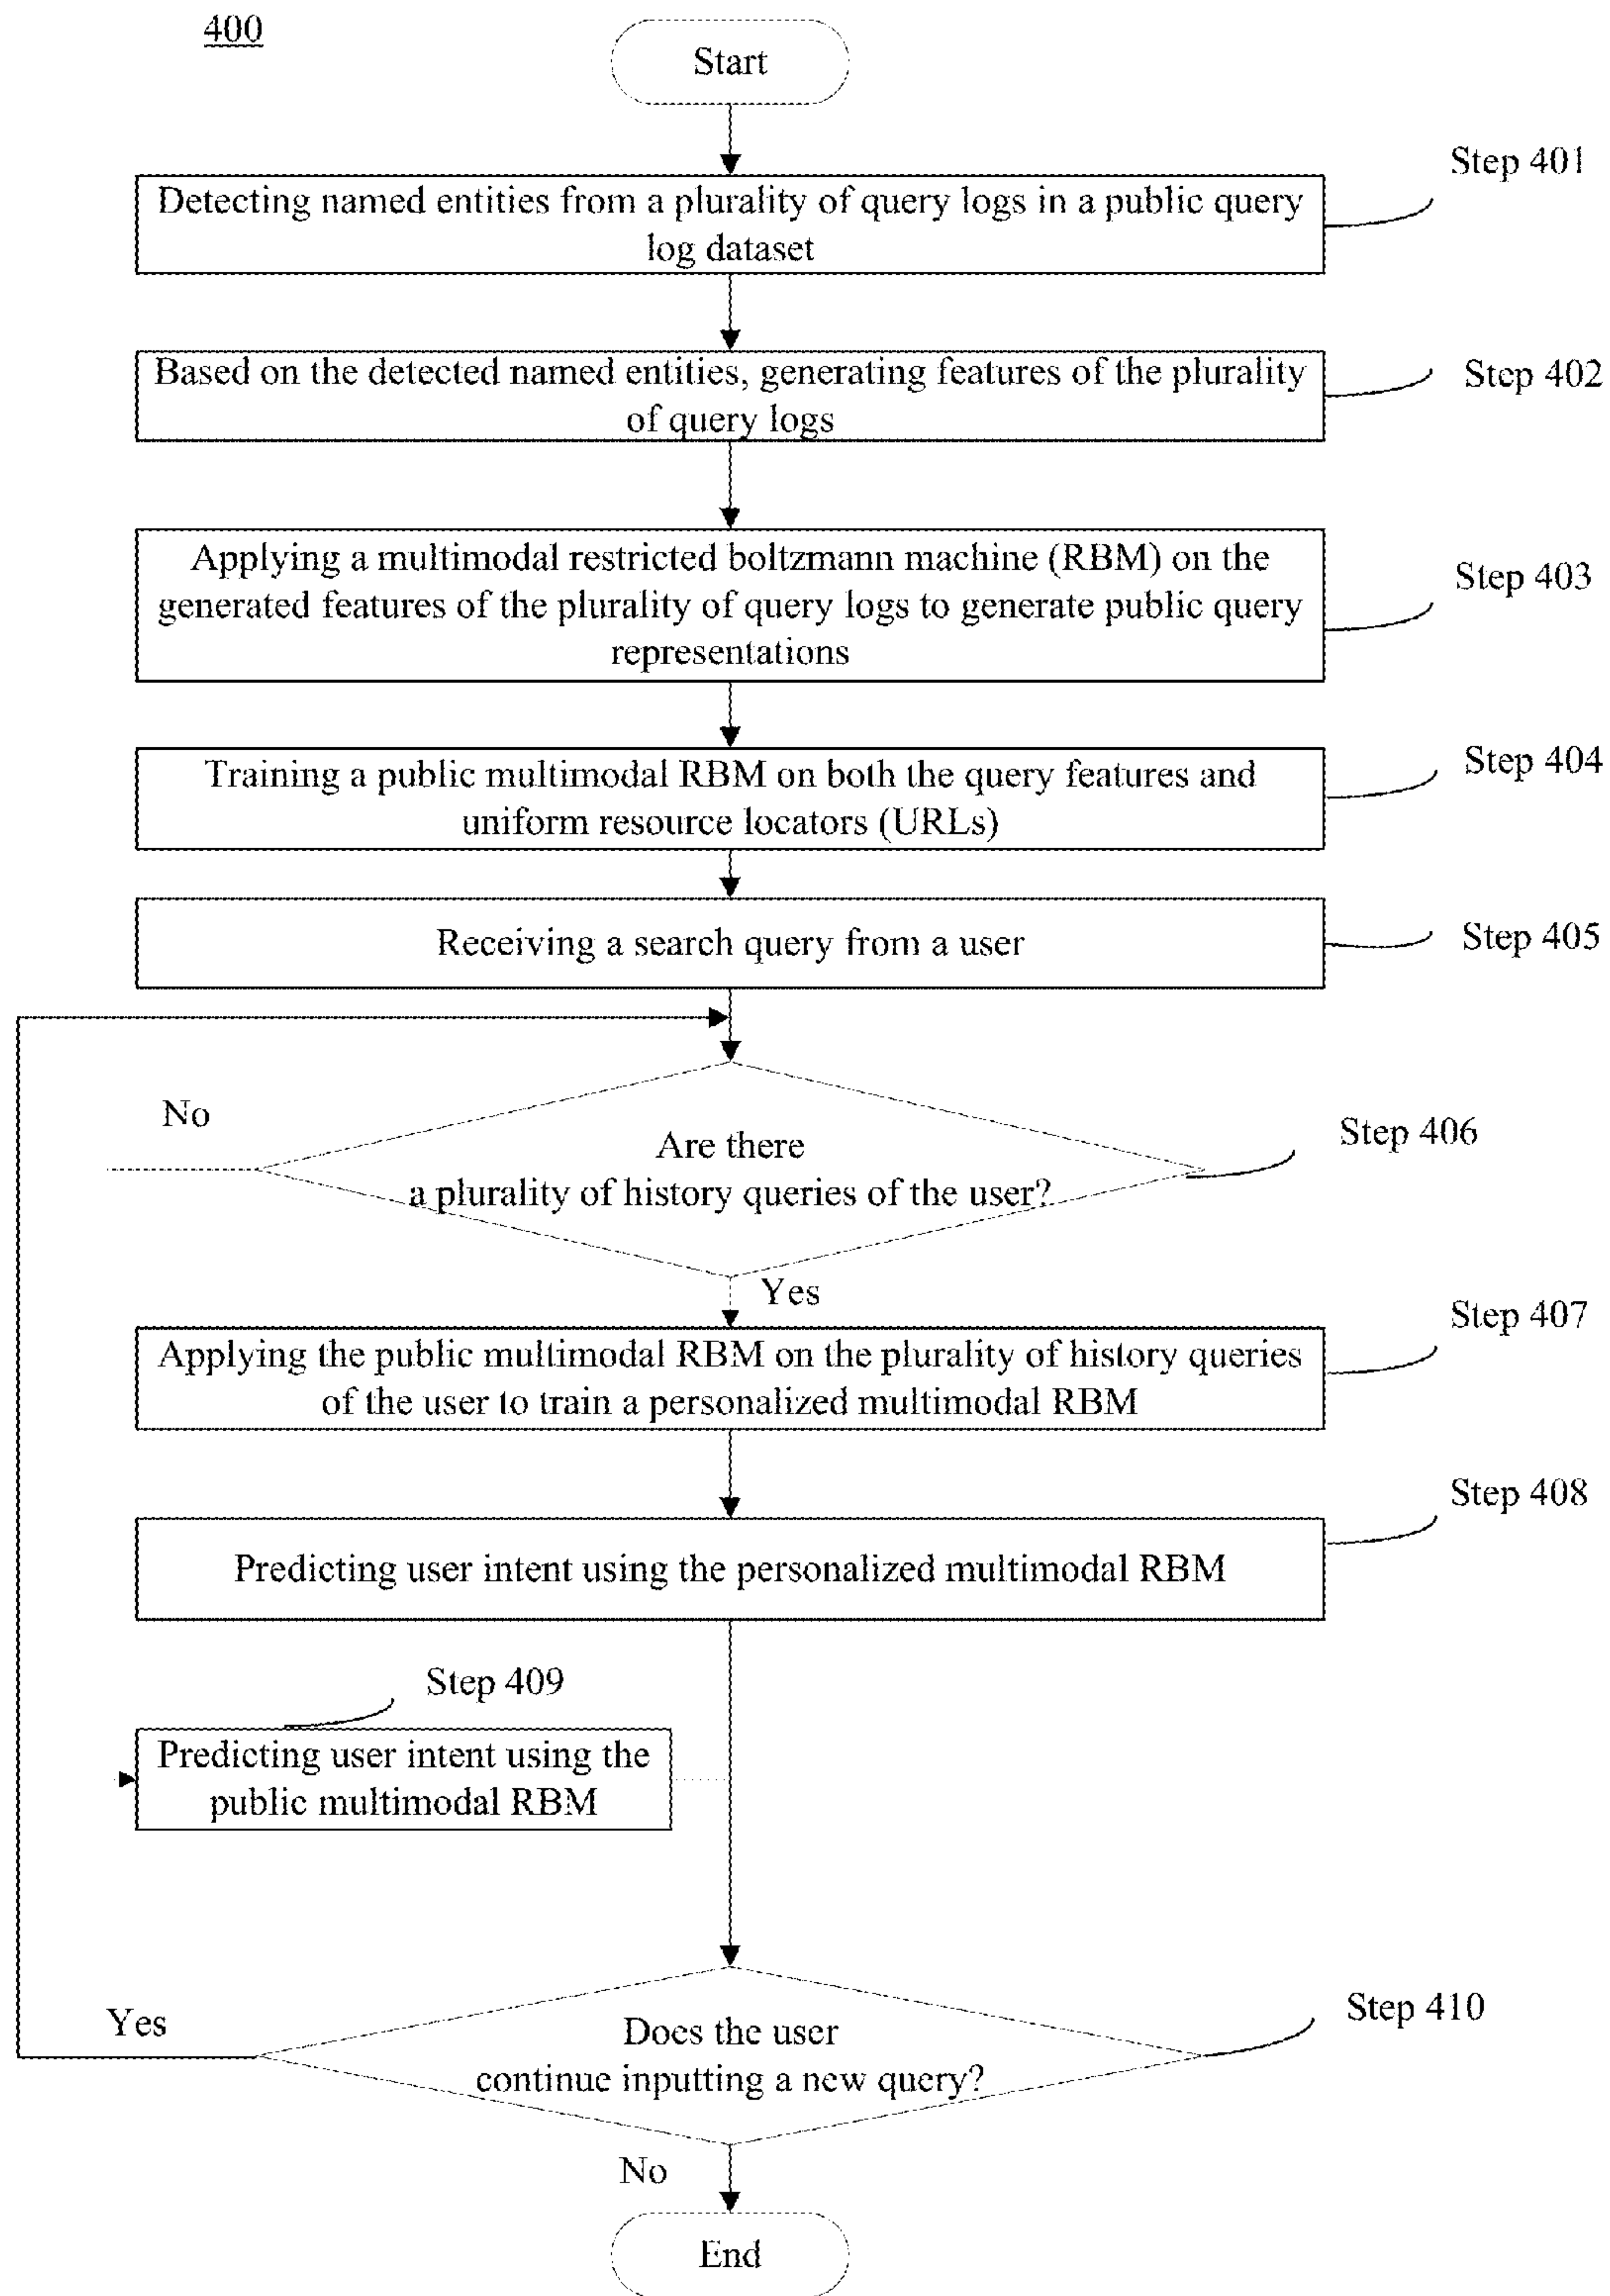 400
Start
Step 401
Detecting named entities from a plurality of query logs in a public query
log dataset
Step 402
Based on the detected named entities, generating features of the plurality
of query logs
Step 403
Applying a multimodal restricted boltzmann machine (RBM) on the
generated features of the plurality of query logs to generate public query
representations
Step 404
Training a public multimodal RBM on both the query features and
uniform resource locators (URLs)
Step 405
Receiving a search query from a user
No
Step 406
Are there
a plurality of history queries of the user?
Yes
Step 407
Applying the public multimodal RBM on the plurality of history queries
of the user to train a personalized multimodal RBM
Step 408
Predicting user intent using the personalized multimodal RBM
Step 409
Predicting user intent using the
public multimodal RBM
Yes
Step 410
Does the user
continue inputting a new query?
No
End